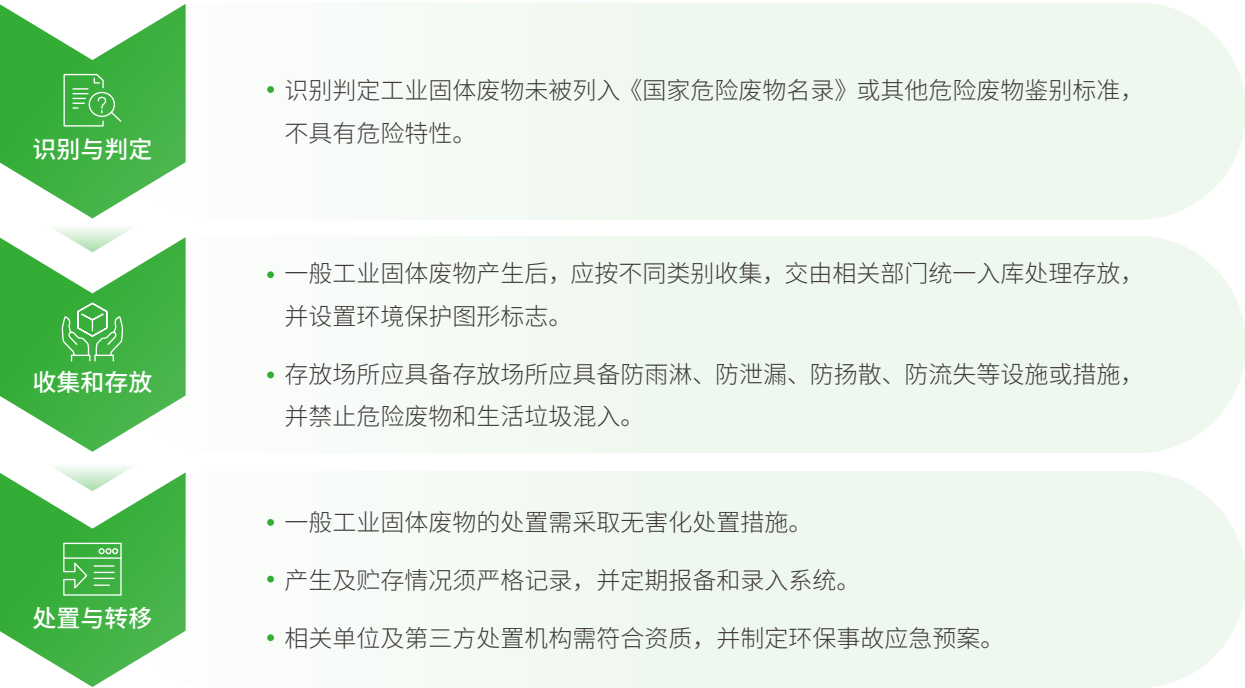 识别与判定
• 识别判定工业固体废物未被列入《国家危险废物名录》或其他危险废物鉴别标准，
不具有危险特性。
收集和存放
• 一般工业固体废物产生后，应按不同类别收集，交由相关部门统一入库处理存放，
并设置环境保护图形标志。
• 存放场所应具备存放场所应具备防雨淋、防泄漏、防扬散、防流失等设施或措施，
并禁止危险废物和生活垃圾混入。
处置与转移
• 一般工业固体废物的处置需采取无害化处置措施。
• 产生及贮存情况须严格记录，并定期报备和录入系统。
• 相关单位及第三方处置机构需符合资质，并制定环保事故应急预案。